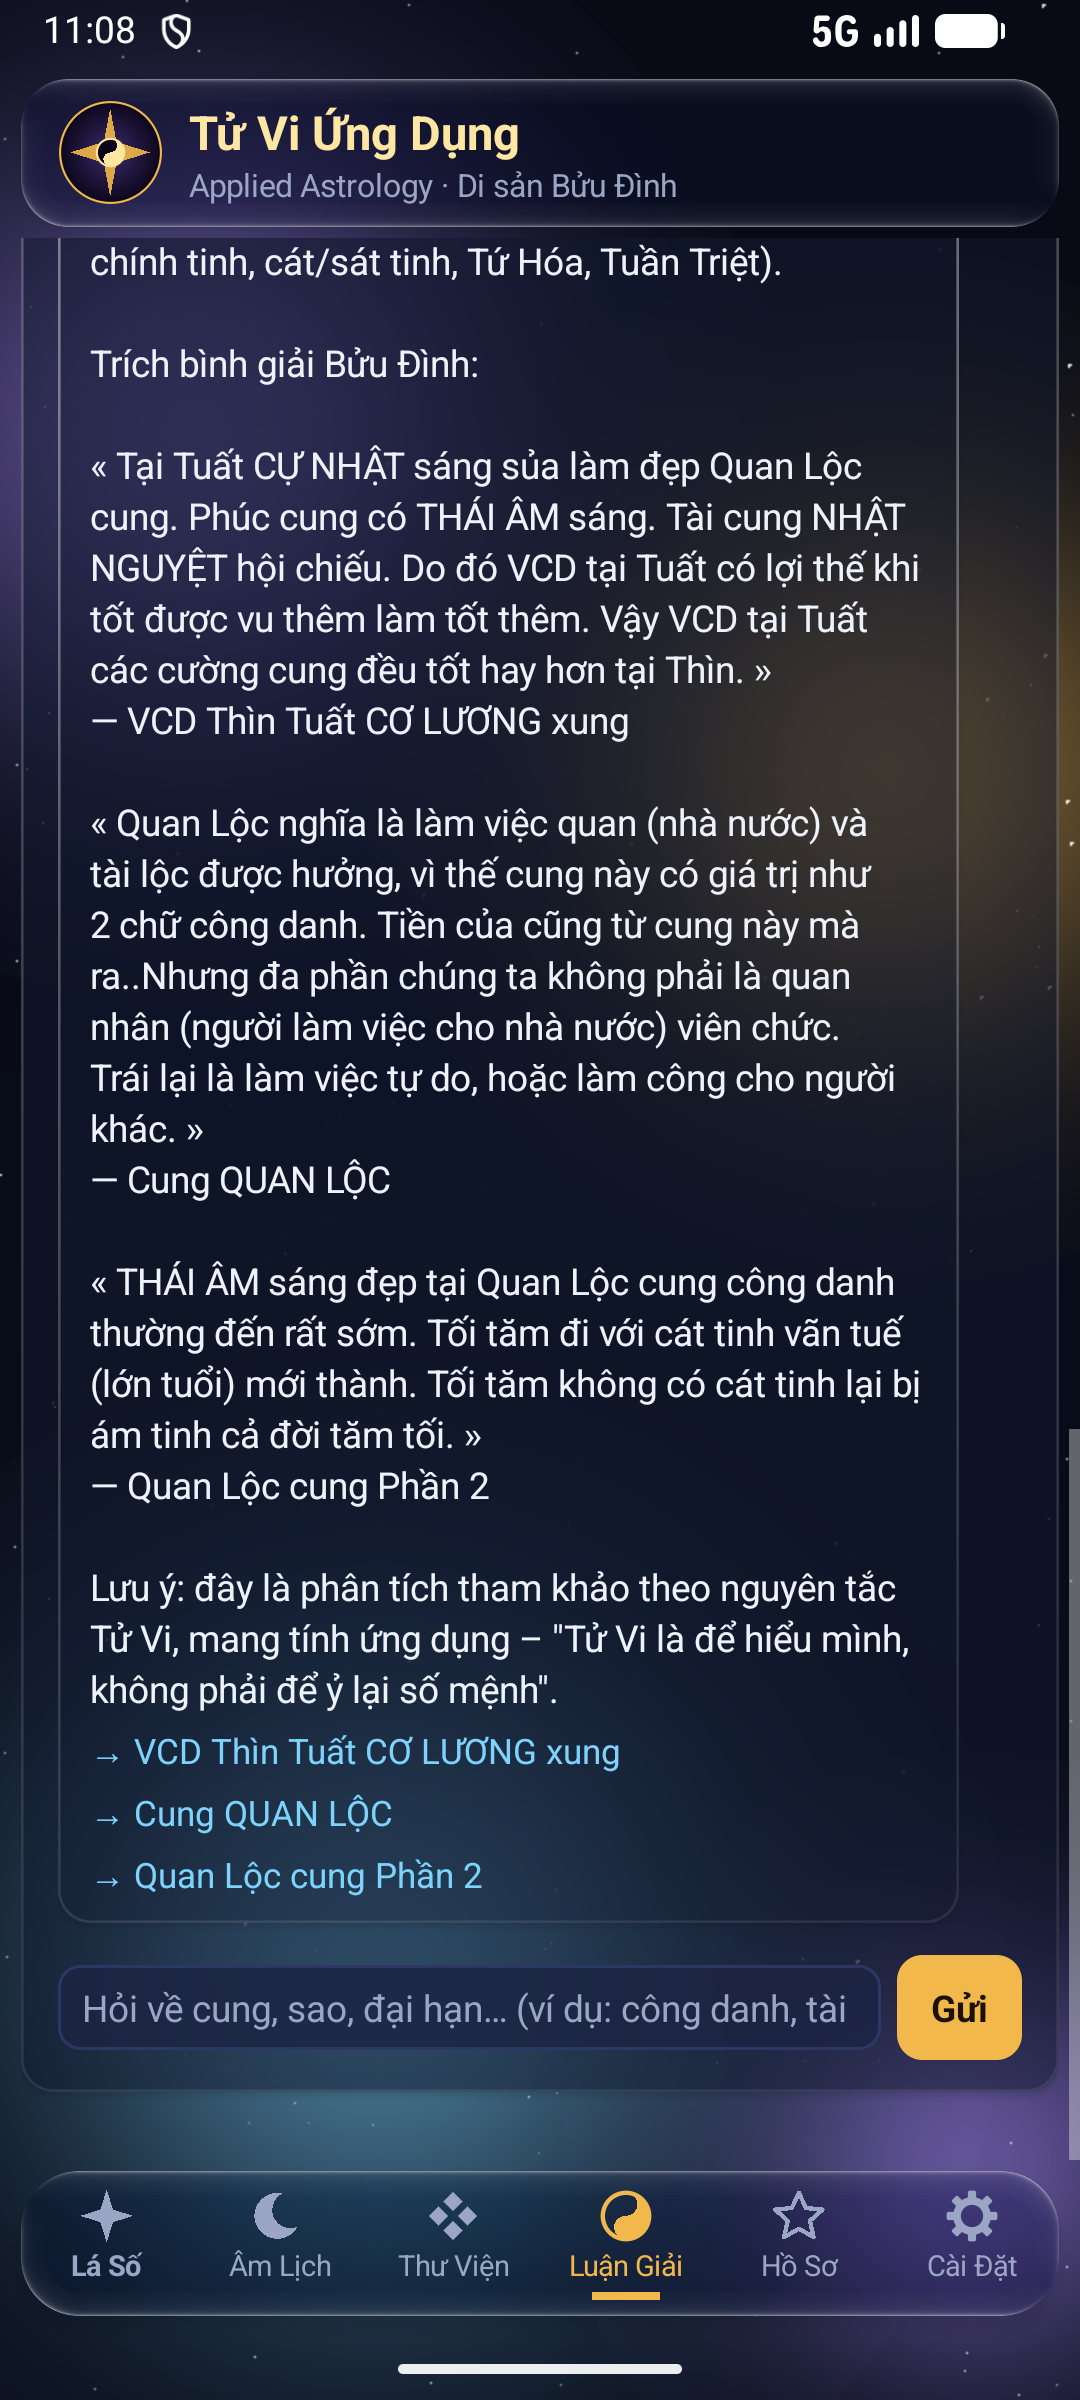 11:08
5G
Tử Vi Ứng Dụng
Applied Astrology · Di sản Bửu Đình
chính tinh, cát/sát tinh, Tứ Hóa, Tuần Triệt).
Trích bình giải Bửu Đình:
« Tại Tuất CỰ NHẬT sáng sủa làm đẹp Quan Lộc
cung. Phúc cung có THÁI ÂM sáng. Tài cung NHẬT
NGUYỆT hội chiếu. Do đó VCD tại Tuất có lợi thế khi
tốt được vu thêm làm tốt thêm. Vậy VCD tại Tuất
các cường cung đều tốt hay hơn tại Thìn. »
— VCD Thìn Tuất CƠ LƯƠNG xung
« Quan Lộc nghĩa là làm việc quan (nhà nước) và
tài lộc được hưởng, vì thế cung này có giá trị như
2 chữ công danh. Tiền của cũng từ cung này mà
ra..Nhưng đa phần chúng ta không phải là quan
nhân (người làm việc cho nhà nước) viên chức.
Trái lại là làm việc tự do, hoặc làm công cho người
khác. »
— Cung QUAN LỘC
« THÁI ÂM sáng đẹp tại Quan Lộc cung công danh
thường đến rất sớm. Tối tăm đi với cát tinh vãn tuế
(lớn tuổi) mới thành. Tối tăm không có cát tinh lại bị
ám tinh cả đời tăm tối. »
— Quan Lộc cung Phần 2
Lưu ý: đây là phân tích tham khảo theo nguyên tắc
Tử Vi, mang tính ứng dụng – "Tử Vi là để hiểu mình,
không phải để ỷ lại số mệnh".
→ VCD Thìn Tuất CƠ LƯƠNG xung
→ Cung QUAN LỘC
→ Quan Lộc cung Phần 2
Hỏi về cung, sao, đại hạn... (ví dụ: công danh, tài
Gửi
Lá Số
Âm Lịch
Thư Viện
Luận Giải
Hồ Sơ
Cài Đặt